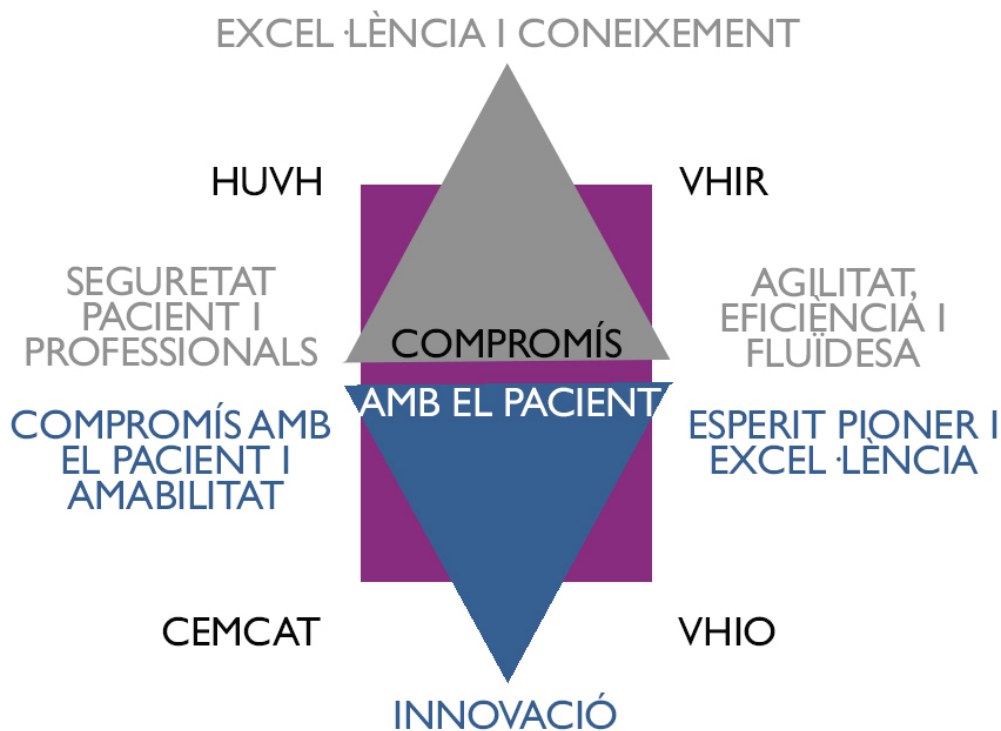 EXCEL·LÈNCIA I CONEIXEMENT
HUVH
VHIR
SEGURETAT
PACIENT I
PROFESSIONALS
AGILITAT,
EFICIÈNCIA I
FLUÏDESA
COMPROMÍS
AMB EL PACIENT
COMPROMÍS AMB
EL PACIENT I
AMABILITAT
ESPERIT PIONER I
EXCEL·LÈNCIA
CEMCAT
VHIO
INNOVACIÓ